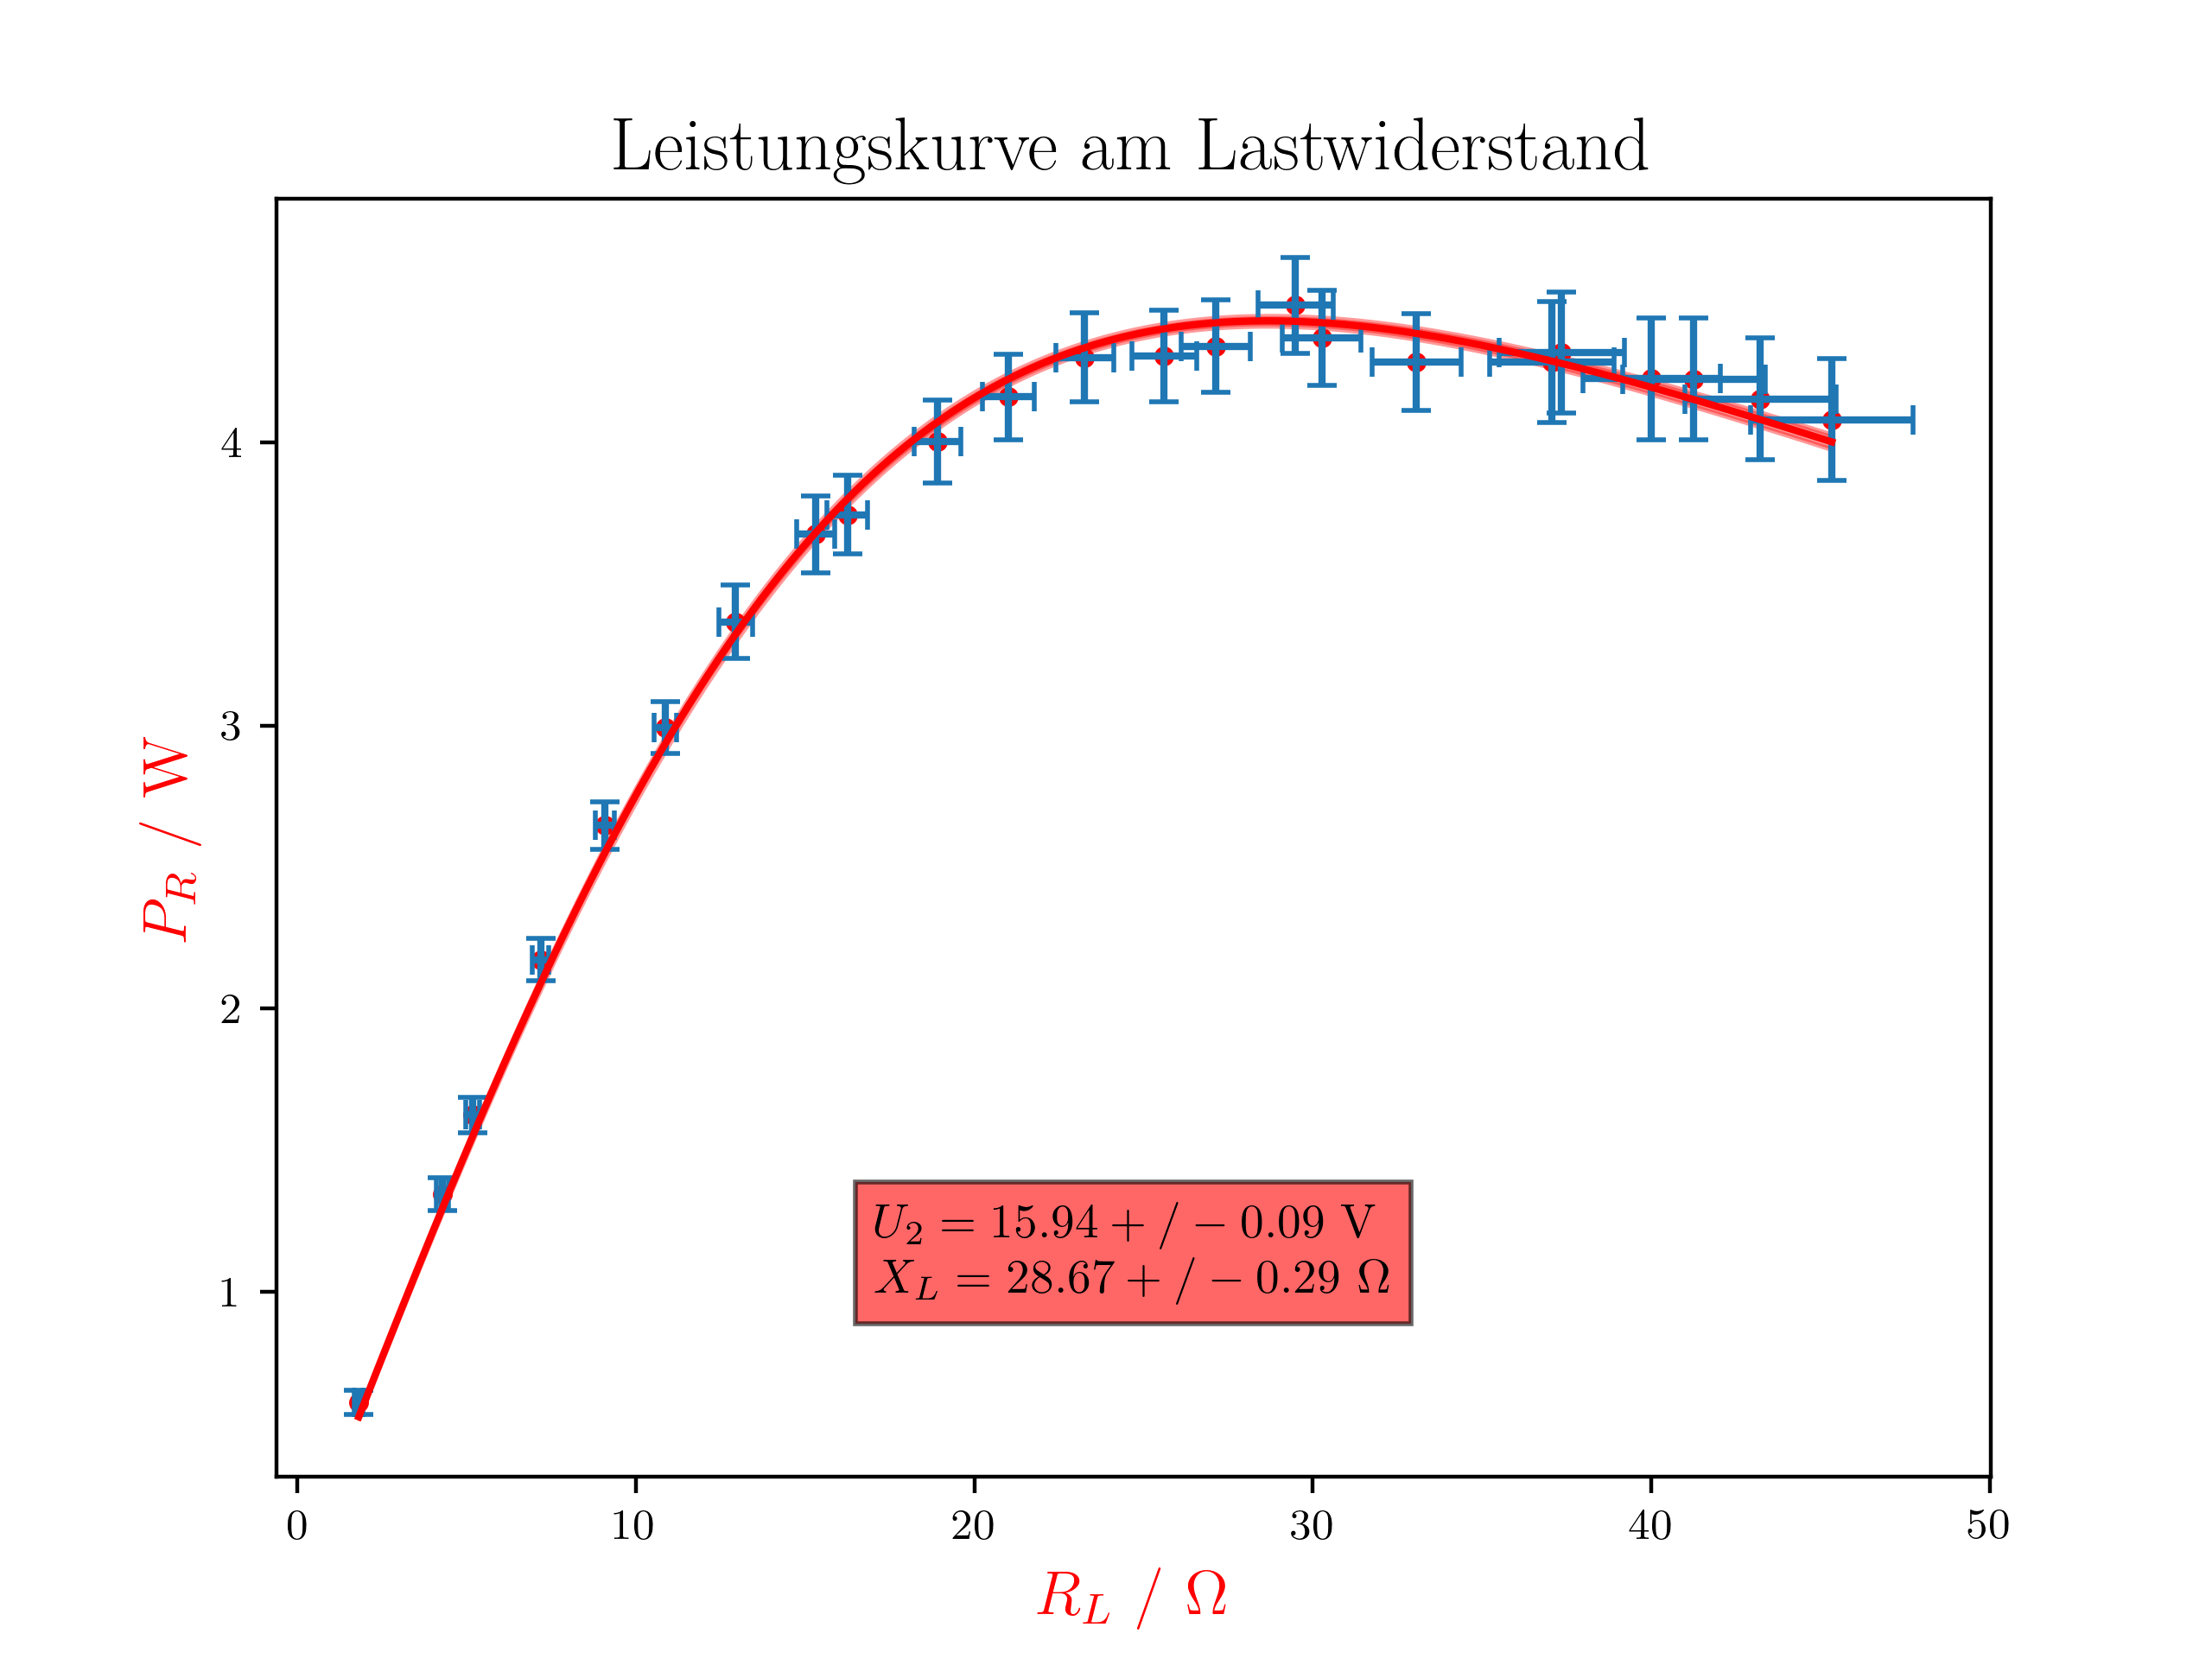 Leistungskurve am Lastwiderstand
P_R / W
4
3
2
1
U_2 = 15.94 + / − 0.09 V
X_L = 28.67 + / − 0.29 Ω
0 10 20 30 40 50
R_L / Ω